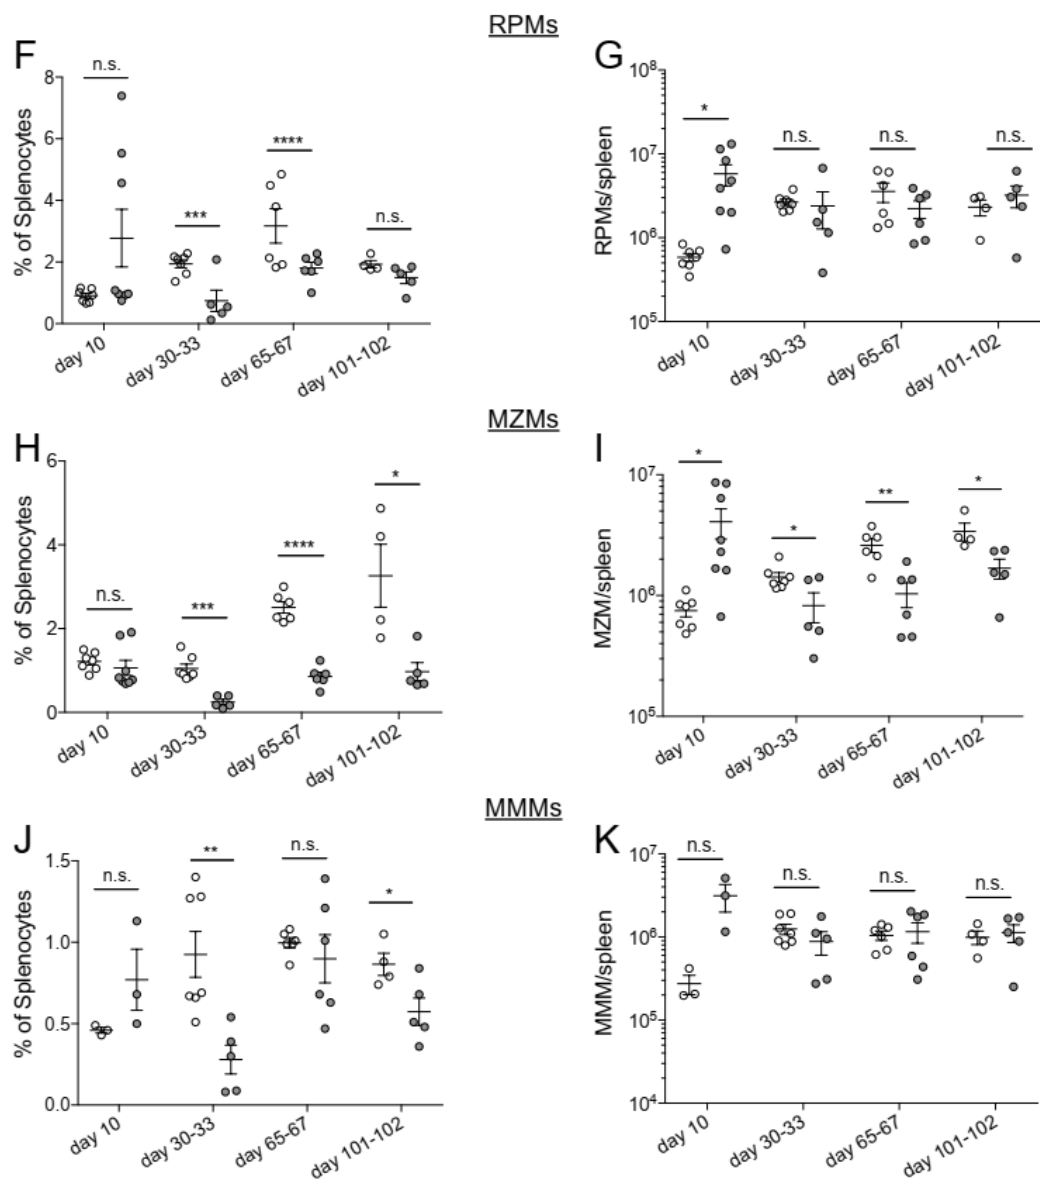 RPMs
F
% of Splenocytes
8
6
4
2
0
n.s.
***
****
n.s.
day 10
day 30-33
day 65-67
day 101-102
G
RPMs/spleen
10^8
10^7
10^6
10^5
*
n.s.
n.s.
n.s.
day 10
day 30-33
day 65-67
day 101-102
MZMs
H
% of Splenocytes
6
4
2
0
n.s.
***
****
*
day 10
day 30-33
day 65-67
day 101-102
I
MZM/spleen
10^7
10^6
10^5
*
*
**
*
day 10
day 30-33
day 65-67
day 101-102
MMMs
J
% of Splenocytes
1.5
1.0
0.5
0.0
n.s.
**
n.s.
*
day 10
day 30-33
day 65-67
day 101-102
K
MMM/spleen
10^7
10^6
10^5
10^4
n.s.
n.s.
n.s.
n.s.
day 10
day 30-33
day 65-67
day 101-102